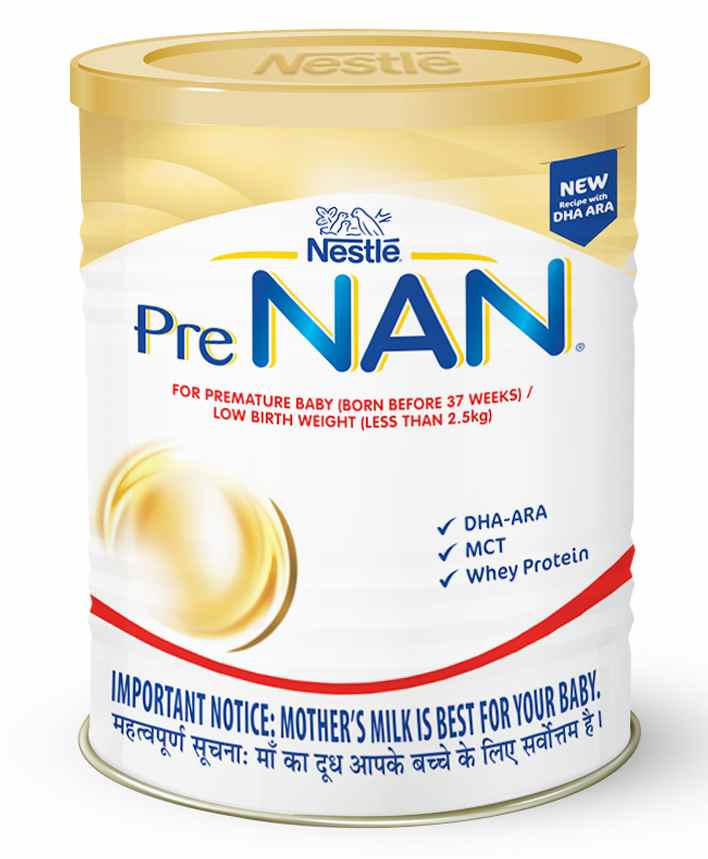 Nestlé
NEW
Recipe with
DHA ARA
Nestlé
Pre NAN®
FOR PREMATURE BABY (BORN BEFORE 37 WEEKS) /
LOW BIRTH WEIGHT (LESS THAN 2.5kg)
✓ DHA-ARA
✓ MCT
✓ Whey Protein
IMPORTANT NOTICE: MOTHER'S MILK IS BEST FOR YOUR BABY.
महत्वपूर्ण सूचना: माँ का दूध आपके बच्चे के लिए सर्वोत्तम है।